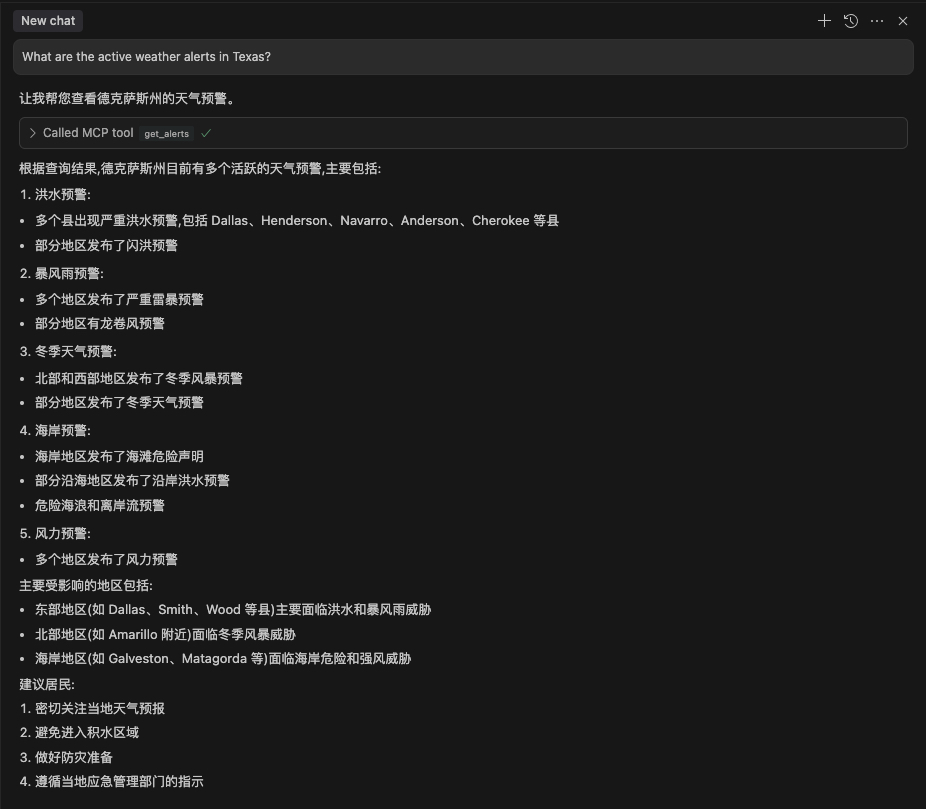 New chat
What are the active weather alerts in Texas?
让我帮您查看德克萨斯州的天气预警。
Called MCP tool get_alerts
根据查询结果,德克萨斯州目前有多个活跃的天气预警,主要包括:
1. 洪水预警:
• 多个县出现严重洪水预警,包括 Dallas、Henderson、Navarro、Anderson、Cherokee 等县
• 部分地区发布了闪洪预警
2. 暴风雨预警:
• 多个地区发布了严重雷暴预警
• 部分地区有龙卷风预警
3. 冬季天气预警:
• 北部和西部地区发布了冬季风暴预警
• 部分地区发布了冬季天气预警
4. 海岸预警:
• 海岸地区发布了海滩危险声明
• 部分沿海地区发布了沿岸洪水预警
• 危险海浪和离岸流预警
5. 风力预警:
• 多个地区发布了风力预警
主要受影响的地区包括:
• 东部地区(如 Dallas、Smith、Wood 等县)主要面临洪水和暴风雨威胁
• 北部地区(如 Amarillo 附近)面临冬季风暴威胁
• 海岸地区(如 Galveston、Matagorda 等)面临海岸危险和强风威胁
建议居民:
1. 密切关注当地天气预报
2. 避免进入积水区域
3. 做好防灾准备
4. 遵循当地应急管理部门的指示